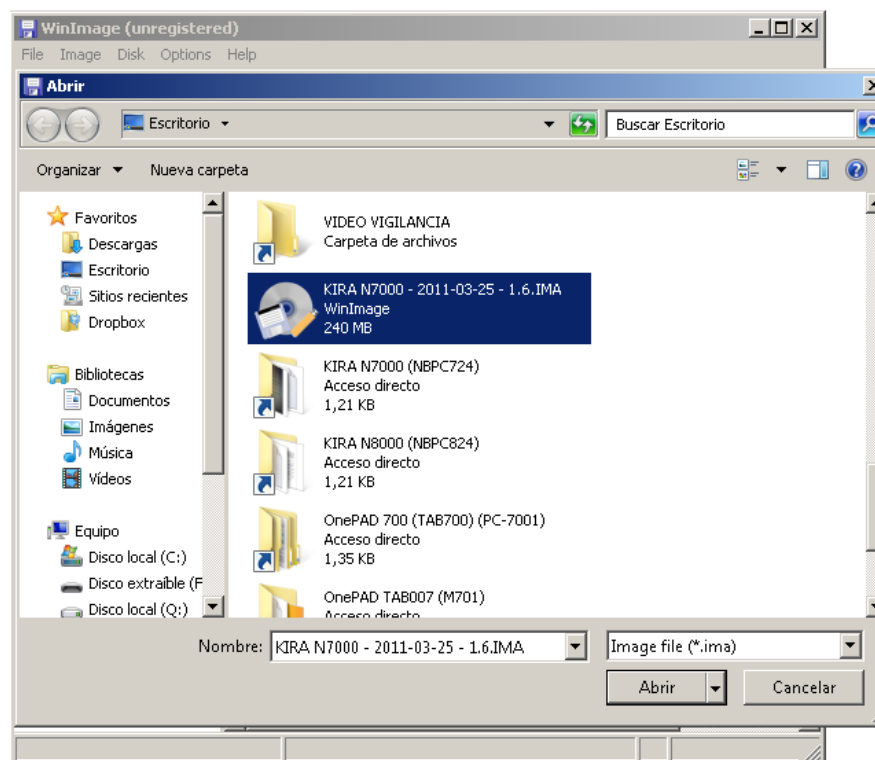 WinImage (unregistered)
File Image Disk Options Help
Abrir
Escritorio
Buscar Escritorio
Organizar Nueva carpeta
Favoritos
Descargas
Escritorio
Sitios recientes
Dropbox
Bibliotecas
Documentos
Imágenes
Música
Vídeos
Equipo
Disco local (C:)
Disco extraíble (F
Disco local (Q:)
VIDEO VIGILANCIA
Carpeta de archivos
KIRA N7000 - 2011-03-25 - 1.6.IMA
WinImage
240 MB
KIRA N7000 (NBPC724)
Acceso directo
1,21 KB
KIRA N8000 (NBPC824)
Acceso directo
1,21 KB
OnePAD 700 (TAB700) (PC-7001)
Acceso directo
1,35 KB
OnePAD TAB007 (M701)
Acceso directo
Nombre: KIRA N7000 - 2011-03-25 - 1.6.IMA Image file (*.ima)
Abrir Cancelar